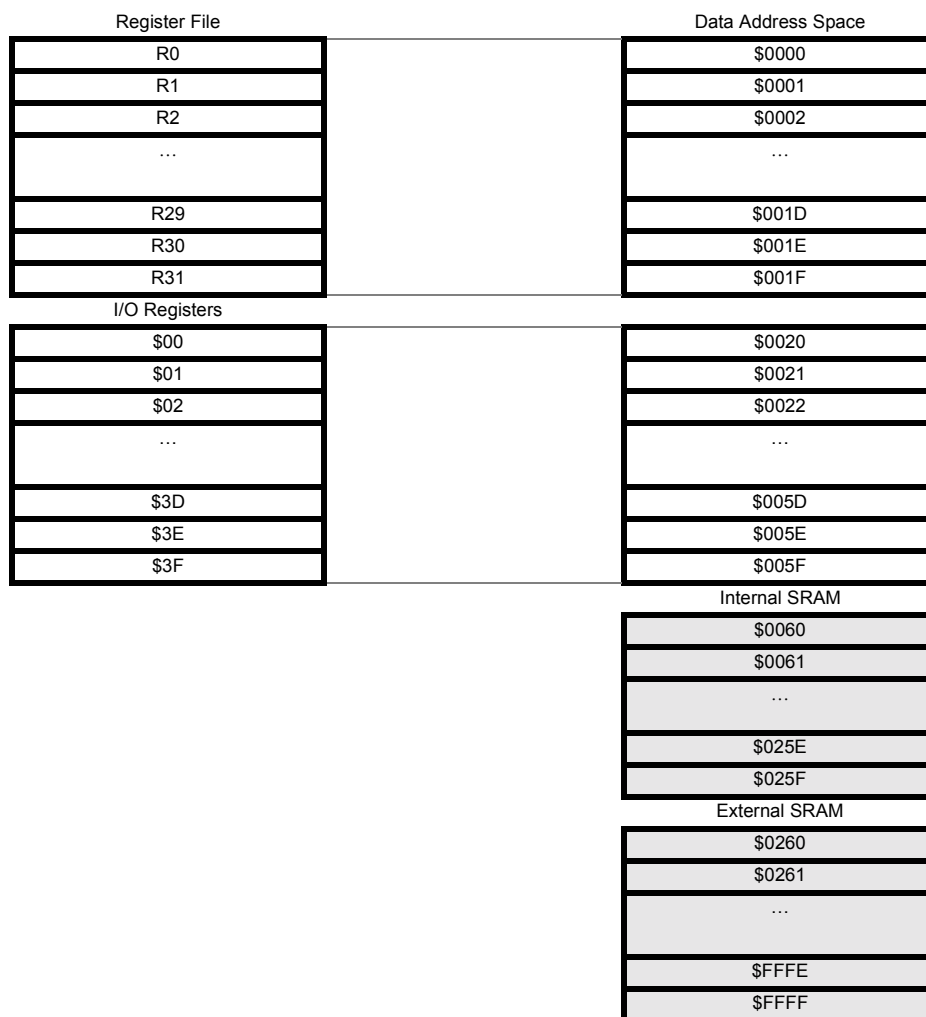 Register File
Data Address Space
R0
$0000
R1
$0001
R2
$0002
...
...
R29
$001D
R30
$001E
R31
$001F
I/O Registers
$00
$0020
$01
$0021
$02
$0022
...
...
$3D
$005D
$3E
$005E
$3F
$005F
Internal SRAM
$0060
$0061
...
$025E
$025F
External SRAM
$0260
$0261
...
$FFFE
$FFFF